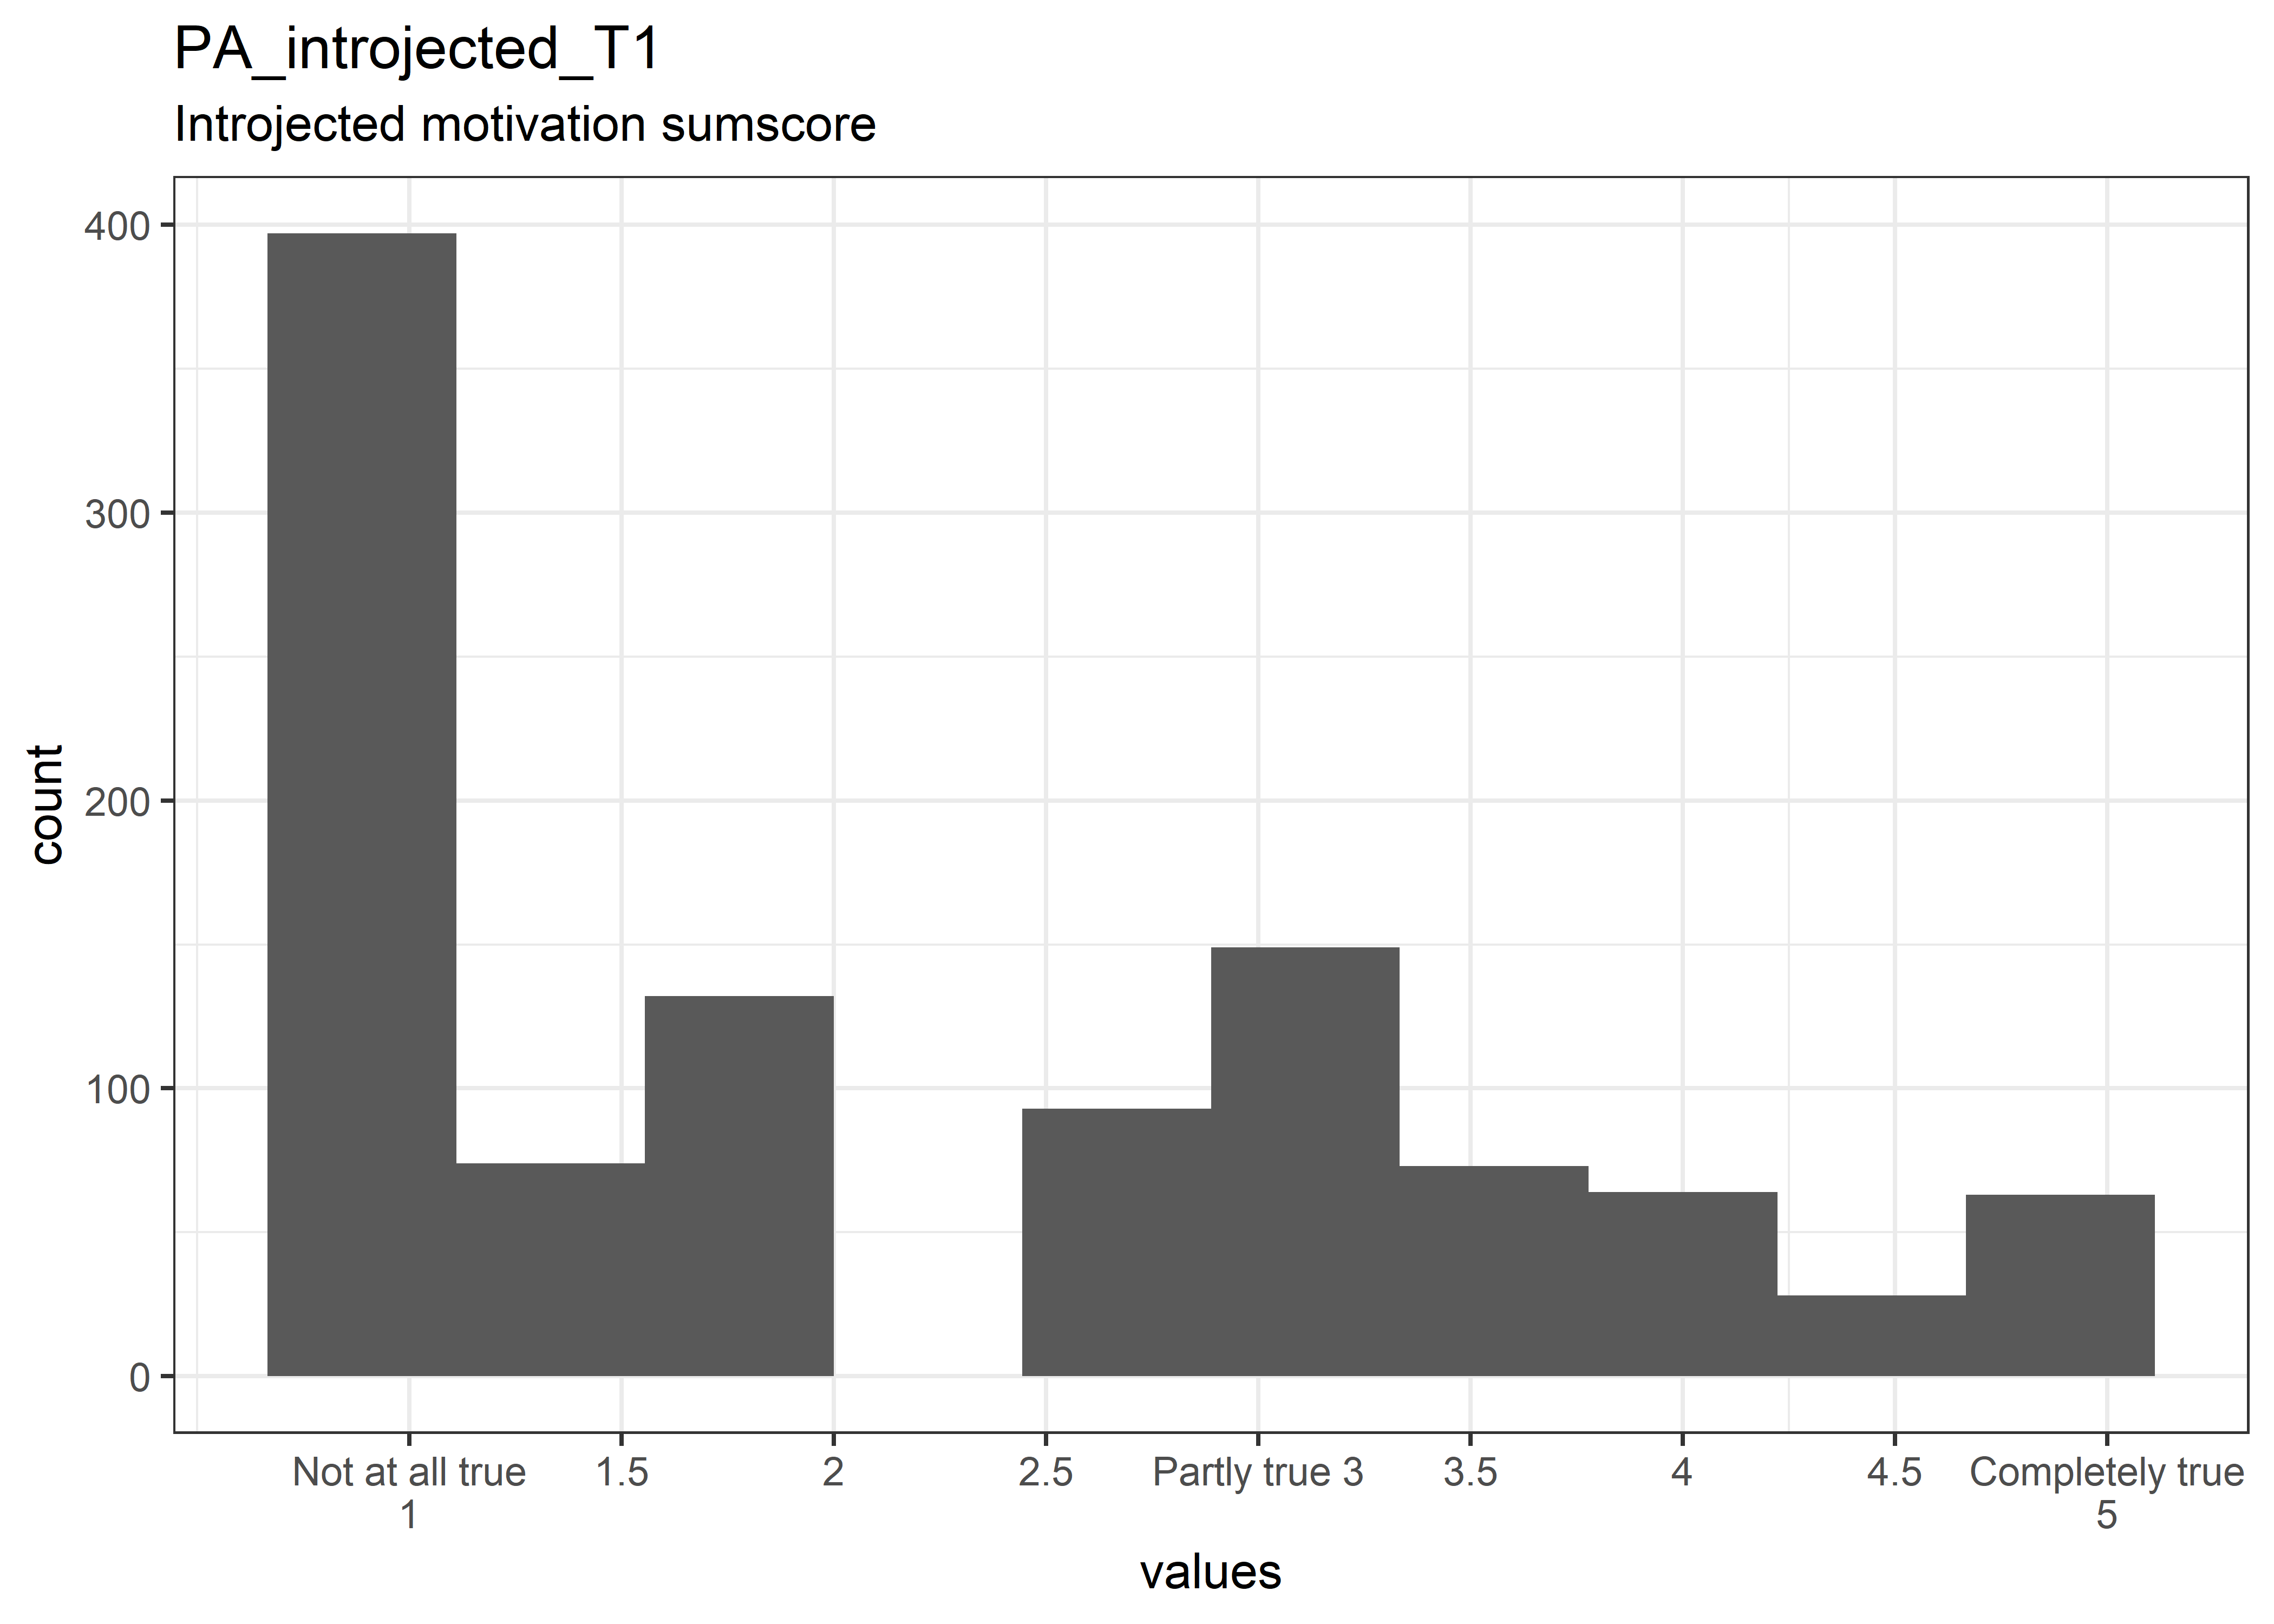 PA_introjected_T1
Introjected motivation sumscore
400
300
200
100
0
count
Not at all true 1.5 2 2.5 Partly true 3 3.5 4 4.5 Completely true
1 5
values